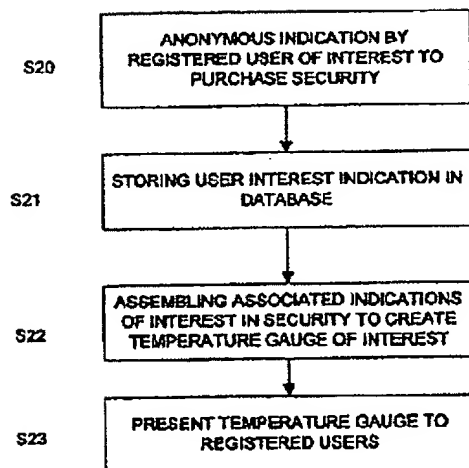 S20
ANONYMOUS INDICATION BY
REGISTERED USER OF INTEREST TO
PURCHASE SECURITY
S21
STORING USER INTEREST INDICATION IN
DATABASE
S22
ASSEMBLING ASSOCIATED INDICATIONS
OF INTEREST IN SECURITY TO CREATE
TEMPERATURE GAUGE OF INTEREST
S23
PRESENT TEMPERATURE GAUGE TO
REGISTERED USERS